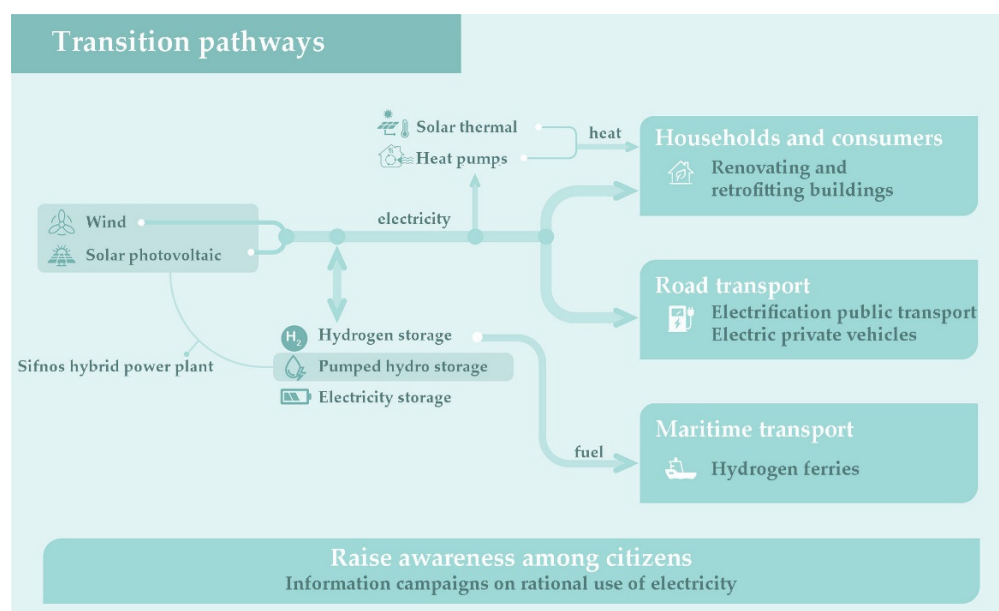 Transition pathways
Solar thermal
heat
Heat pumps
Households and consumers
Renovating and
retrofitting buildings
Wind
electricity
Solar photovoltaic
Road transport
Electrification public transport
Electric private vehicles
H₂
Hydrogen storage
Sifnos hybrid power plant
Pumped hydro storage
Electricity storage
Maritime transport
fuel
Hydrogen ferries
Raise awareness among citizens
Information campaigns on rational use of electricity